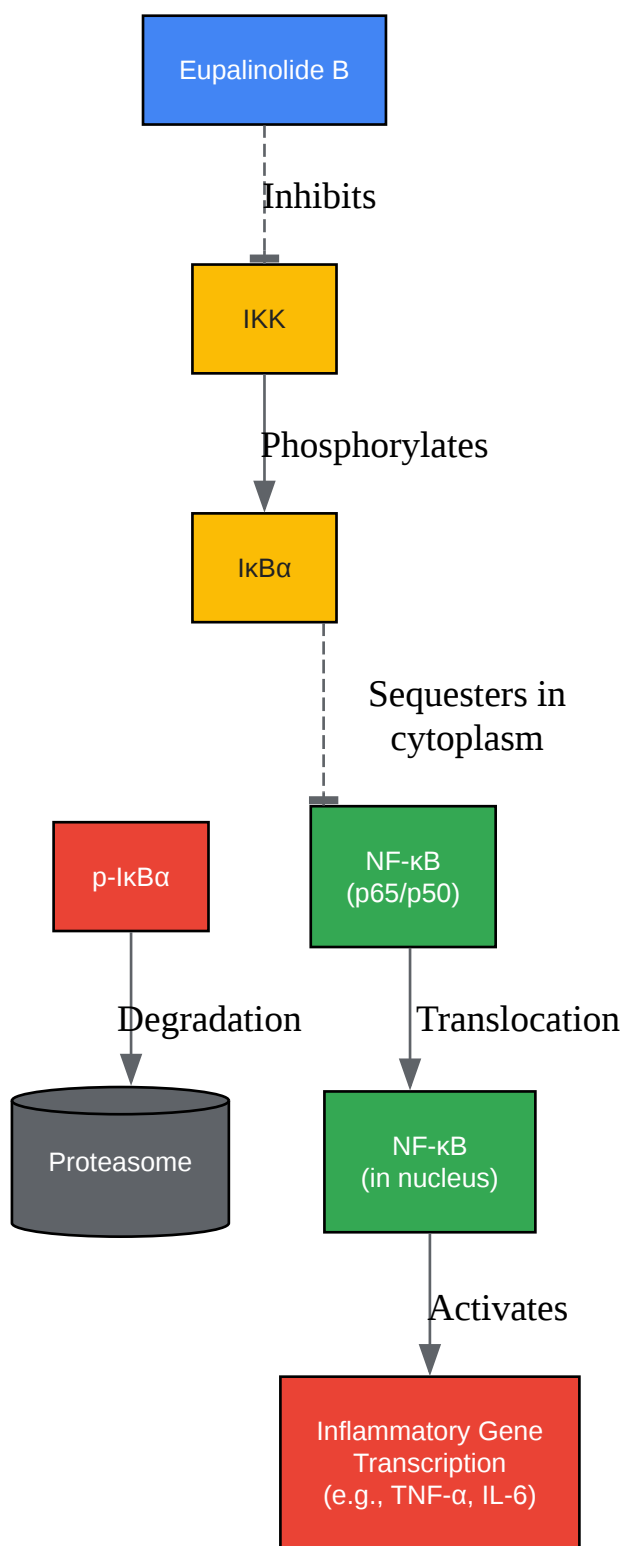 Eupalinolide B
Inhibits
IKK
Phosphorylates
IκBα
Sequesters in
cytoplasm
p-IκBα
NF-κB
(p65/p50)
Degradation
Translocation
Proteasome
NF-κB
(in nucleus)
Activates
Inflammatory Gene
Transcription
(e.g., TNF-α, IL-6)